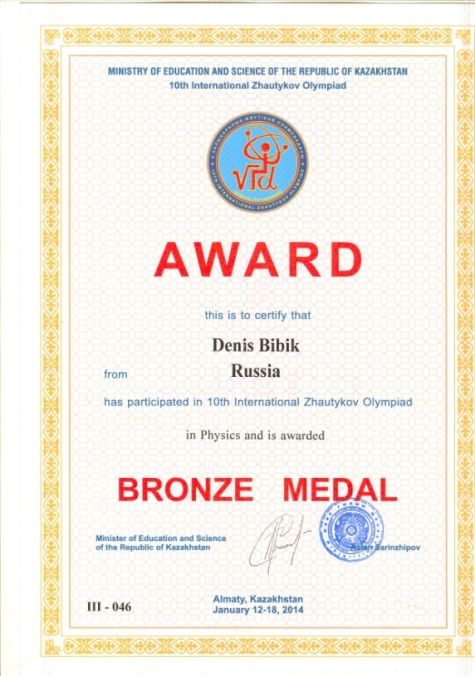 MINISTRY OF EDUCATION AND SCIENCE OF THE REPUBLIC OF KAZAKHSTAN
10th International Zhautykov Olympiad
AWARD
this is to certify that
Denis Bibik
from Russia
has participated in 10th International Zhautykov Olympiad
in Physics and is awarded
BRONZE MEDAL
Minister of Education and Science
of the Republic of Kazakhstan
Aslan Sarinzhipov
III - 046
Almaty, Kazakhstan
January 12-18, 2014